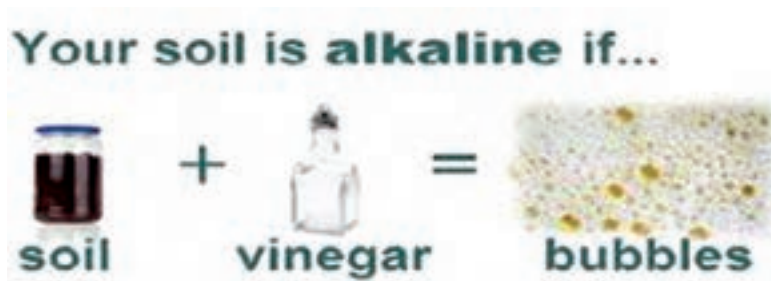 Your soil is alkaline if...
+ =
soil vinegar bubbles